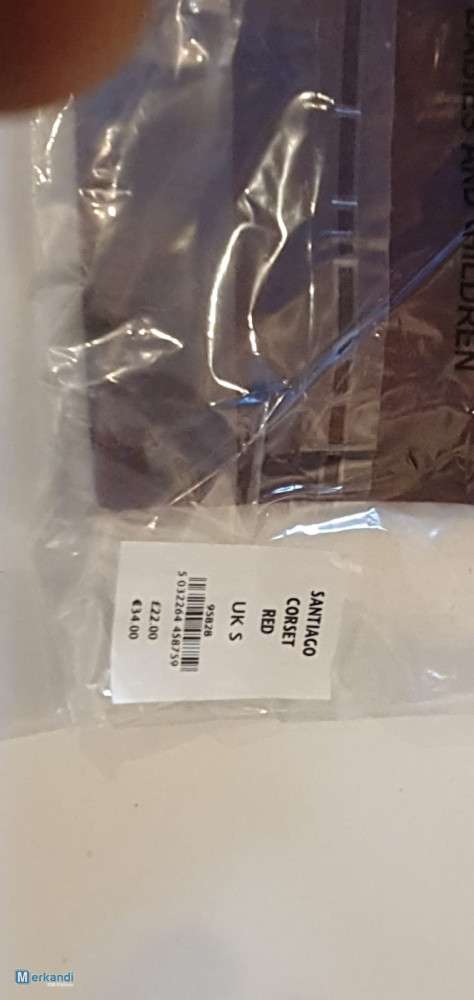 SANTIAGO
CORSET
RED
UK S
95828
5 032264 458759
£22.00
€34.00
Merkandi